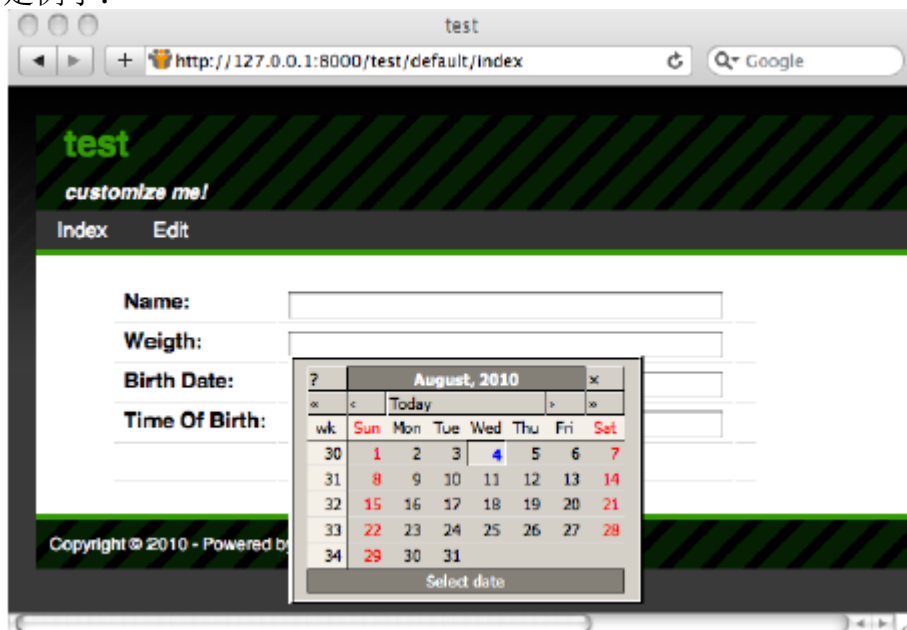 定例子：
test
http://127.0.0.1:8000/test/default/index
Google
test
customize me!
Index Edit
Name:
Weigth:
Birth Date:
Time Of Birth:
? August, 2010 ×
« ‹ Today › »
wk Sun Mon Tue Wed Thu Fri Sat
30 1 2 3 4 5 6 7
31 8 9 10 11 12 13 14
32 15 16 17 18 19 20 21
33 22 23 24 25 26 27 28
34 29 30 31
Select date
Copyright © 2010 - Powered